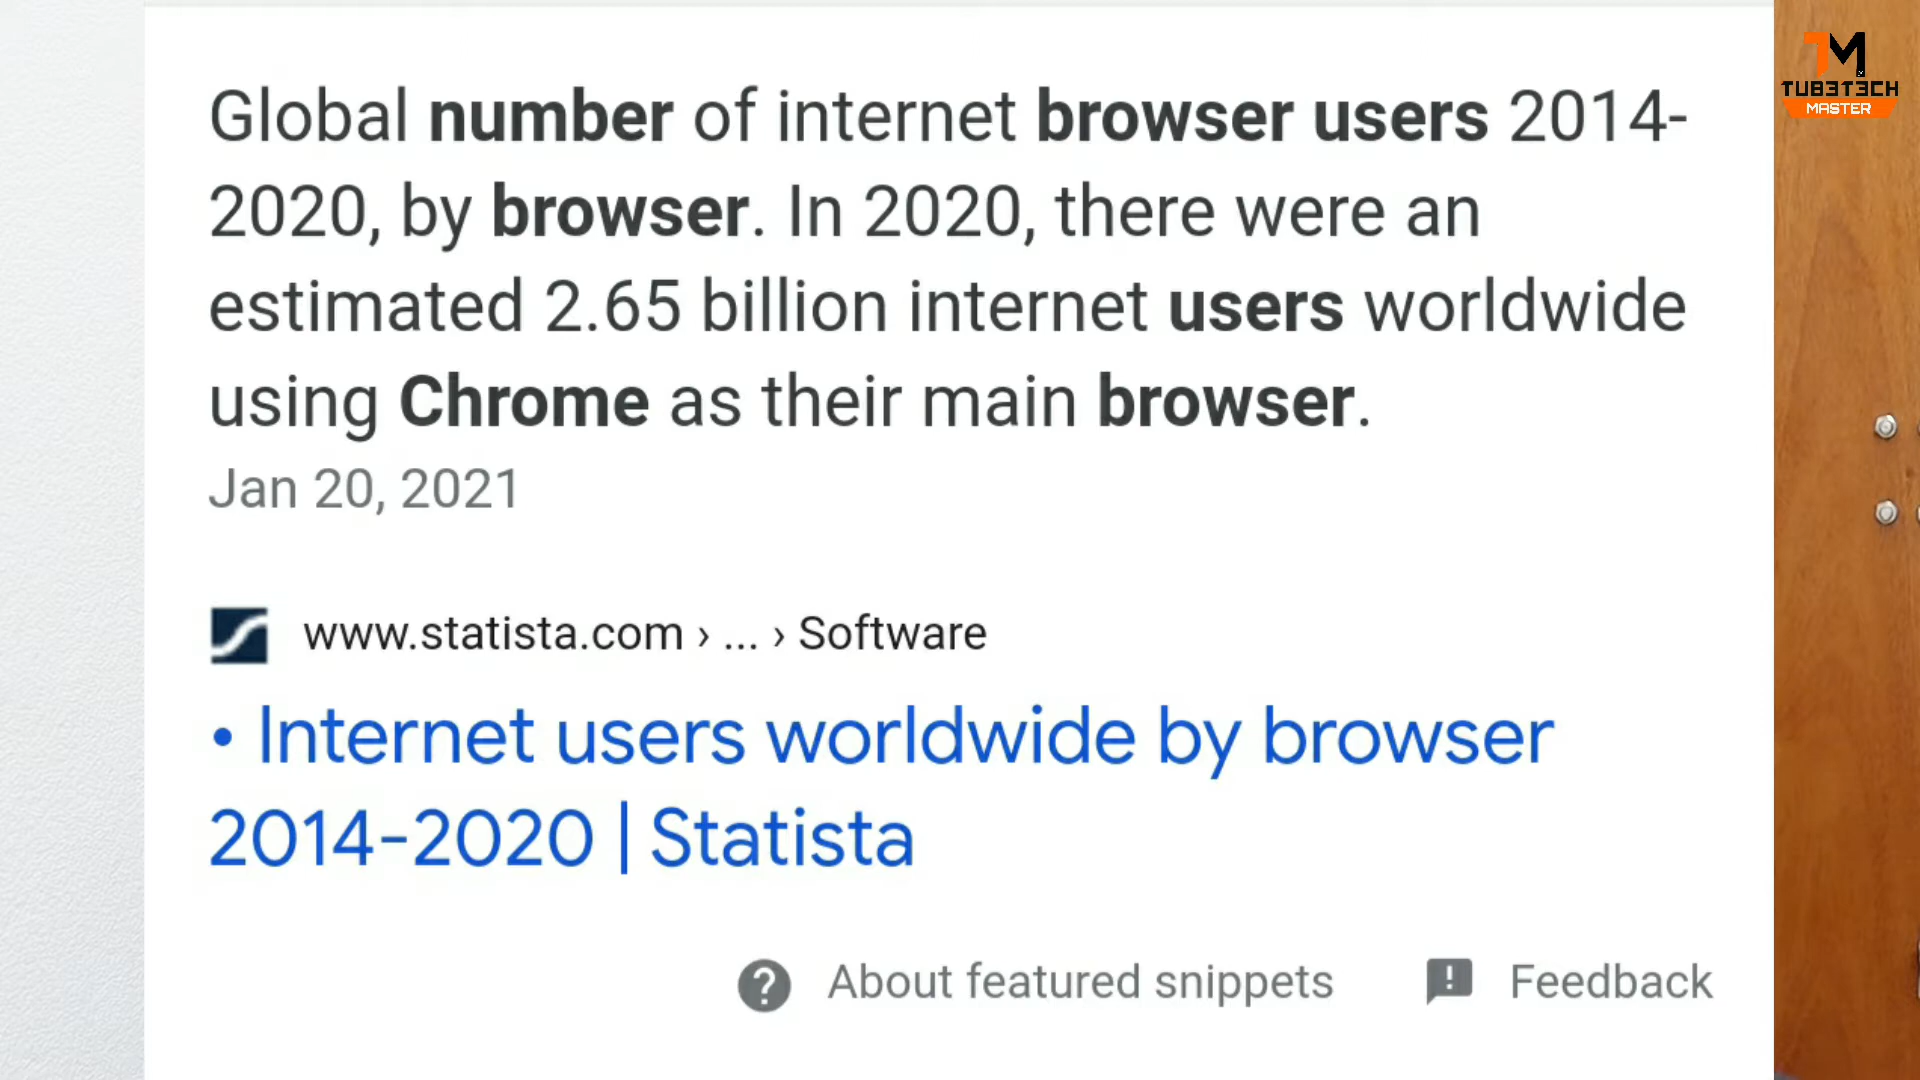 Global number of internet browser users 2014-
2020, by browser. In 2020, there were an
estimated 2.65 billion internet users worldwide
using Chrome as their main browser.
Jan 20, 2021
www.statista.com › ... › Software
• Internet users worldwide by browser
2014-2020 | Statista
About featured snippets
Feedback
TM
TUB3T3CH
MASTER